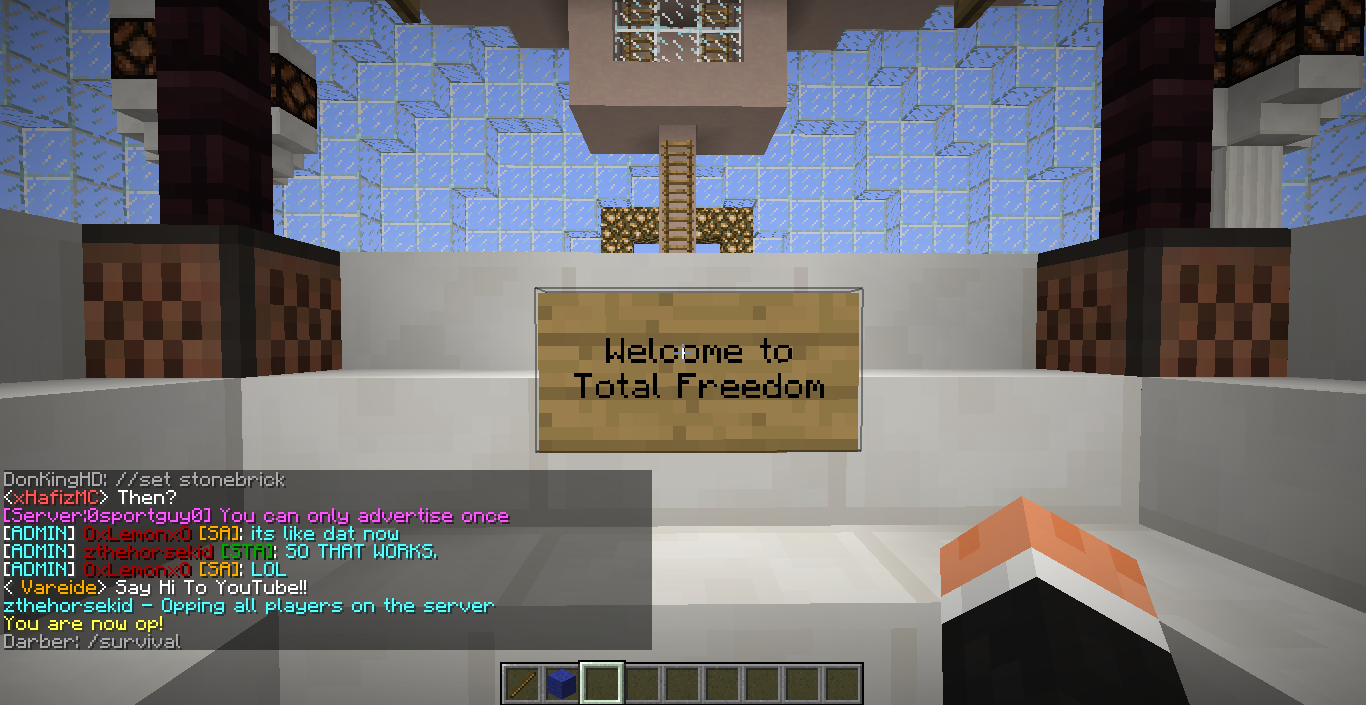 Welcome to
Total Freedom
DonKingHD: //set stonebrick
<xHafizMC> Then?
[Server:0sportguy0] You can only advertise once
[ADMIN] 0xLemonx0 [SA]: its like dat now
[ADMIN] zthehorsekid [STA]: SO THAT WORKS.
[ADMIN] 0xLemonx0 [SA]: LOL
< Vareide> Say Hi To YouTube!!
zthehorsekid - Opping all players on the server
You are now op!
Darber: /survival